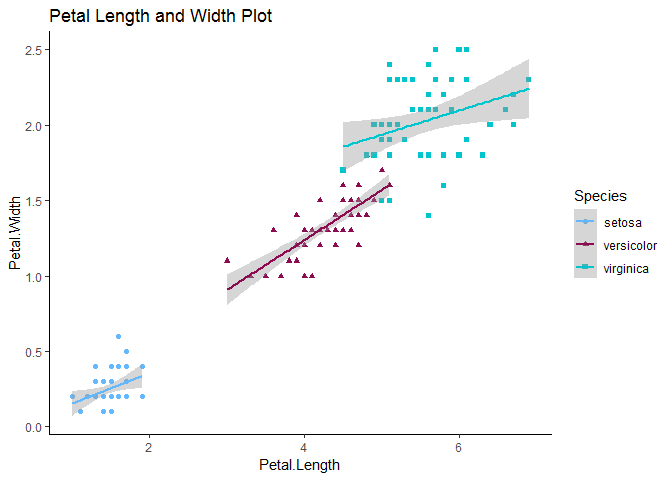 Petal Length and Width Plot
2.5
2.0
1.5
1.0
0.5
0.0
Petal.Width
2
4
6
Petal.Length
Species
setosa
versicolor
virginica